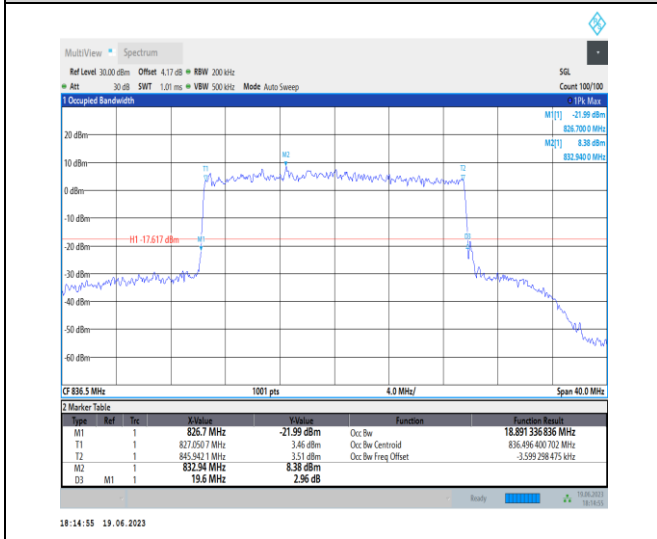 MultiView Spectrum
Ref Level 30.00 dBm Offset 4.17 dB RBW 200 kHz SGL
Att 30 dB SWT 1.01 ms VBW 500 kHz Mode Auto Sweep Count 100/100
1 Occupied Bandwidth 1Pk Max
M1[1] -21.99 dBm
826.700 0 MHz
M2[1] 8.38 dBm
832.940 0 MHz
20 dBm
M2
10 dBm
T1 T2
0 dBm
-10 dBm
H1 -17.617 dBm M1 D3
-20 dBm
-30 dBm
-40 dBm
-50 dBm
-60 dBm
CF 836.5 MHz 1001 pts 4.0 MHz/ Span 40.0 MHz
2 Marker Table
Type Ref Trc X-Value Y-Value Function Function Result
M1 1 826.7 MHz -21.99 dBm Occ Bw 18.891 336 836 MHz
T1 1 827.050 7 MHz 3.46 dBm Occ Bw Centroid 836.496 400 702 MHz
T2 1 845.942 1 MHz 3.51 dBm Occ Bw Freq Offset -3.599 298 475 kHz
M2 1 832.94 MHz 8.38 dBm
D3 M1 1 19.6 MHz 2.96 dB
Ready 19.06.2023
18:14:55
18:14:55 19.06.2023